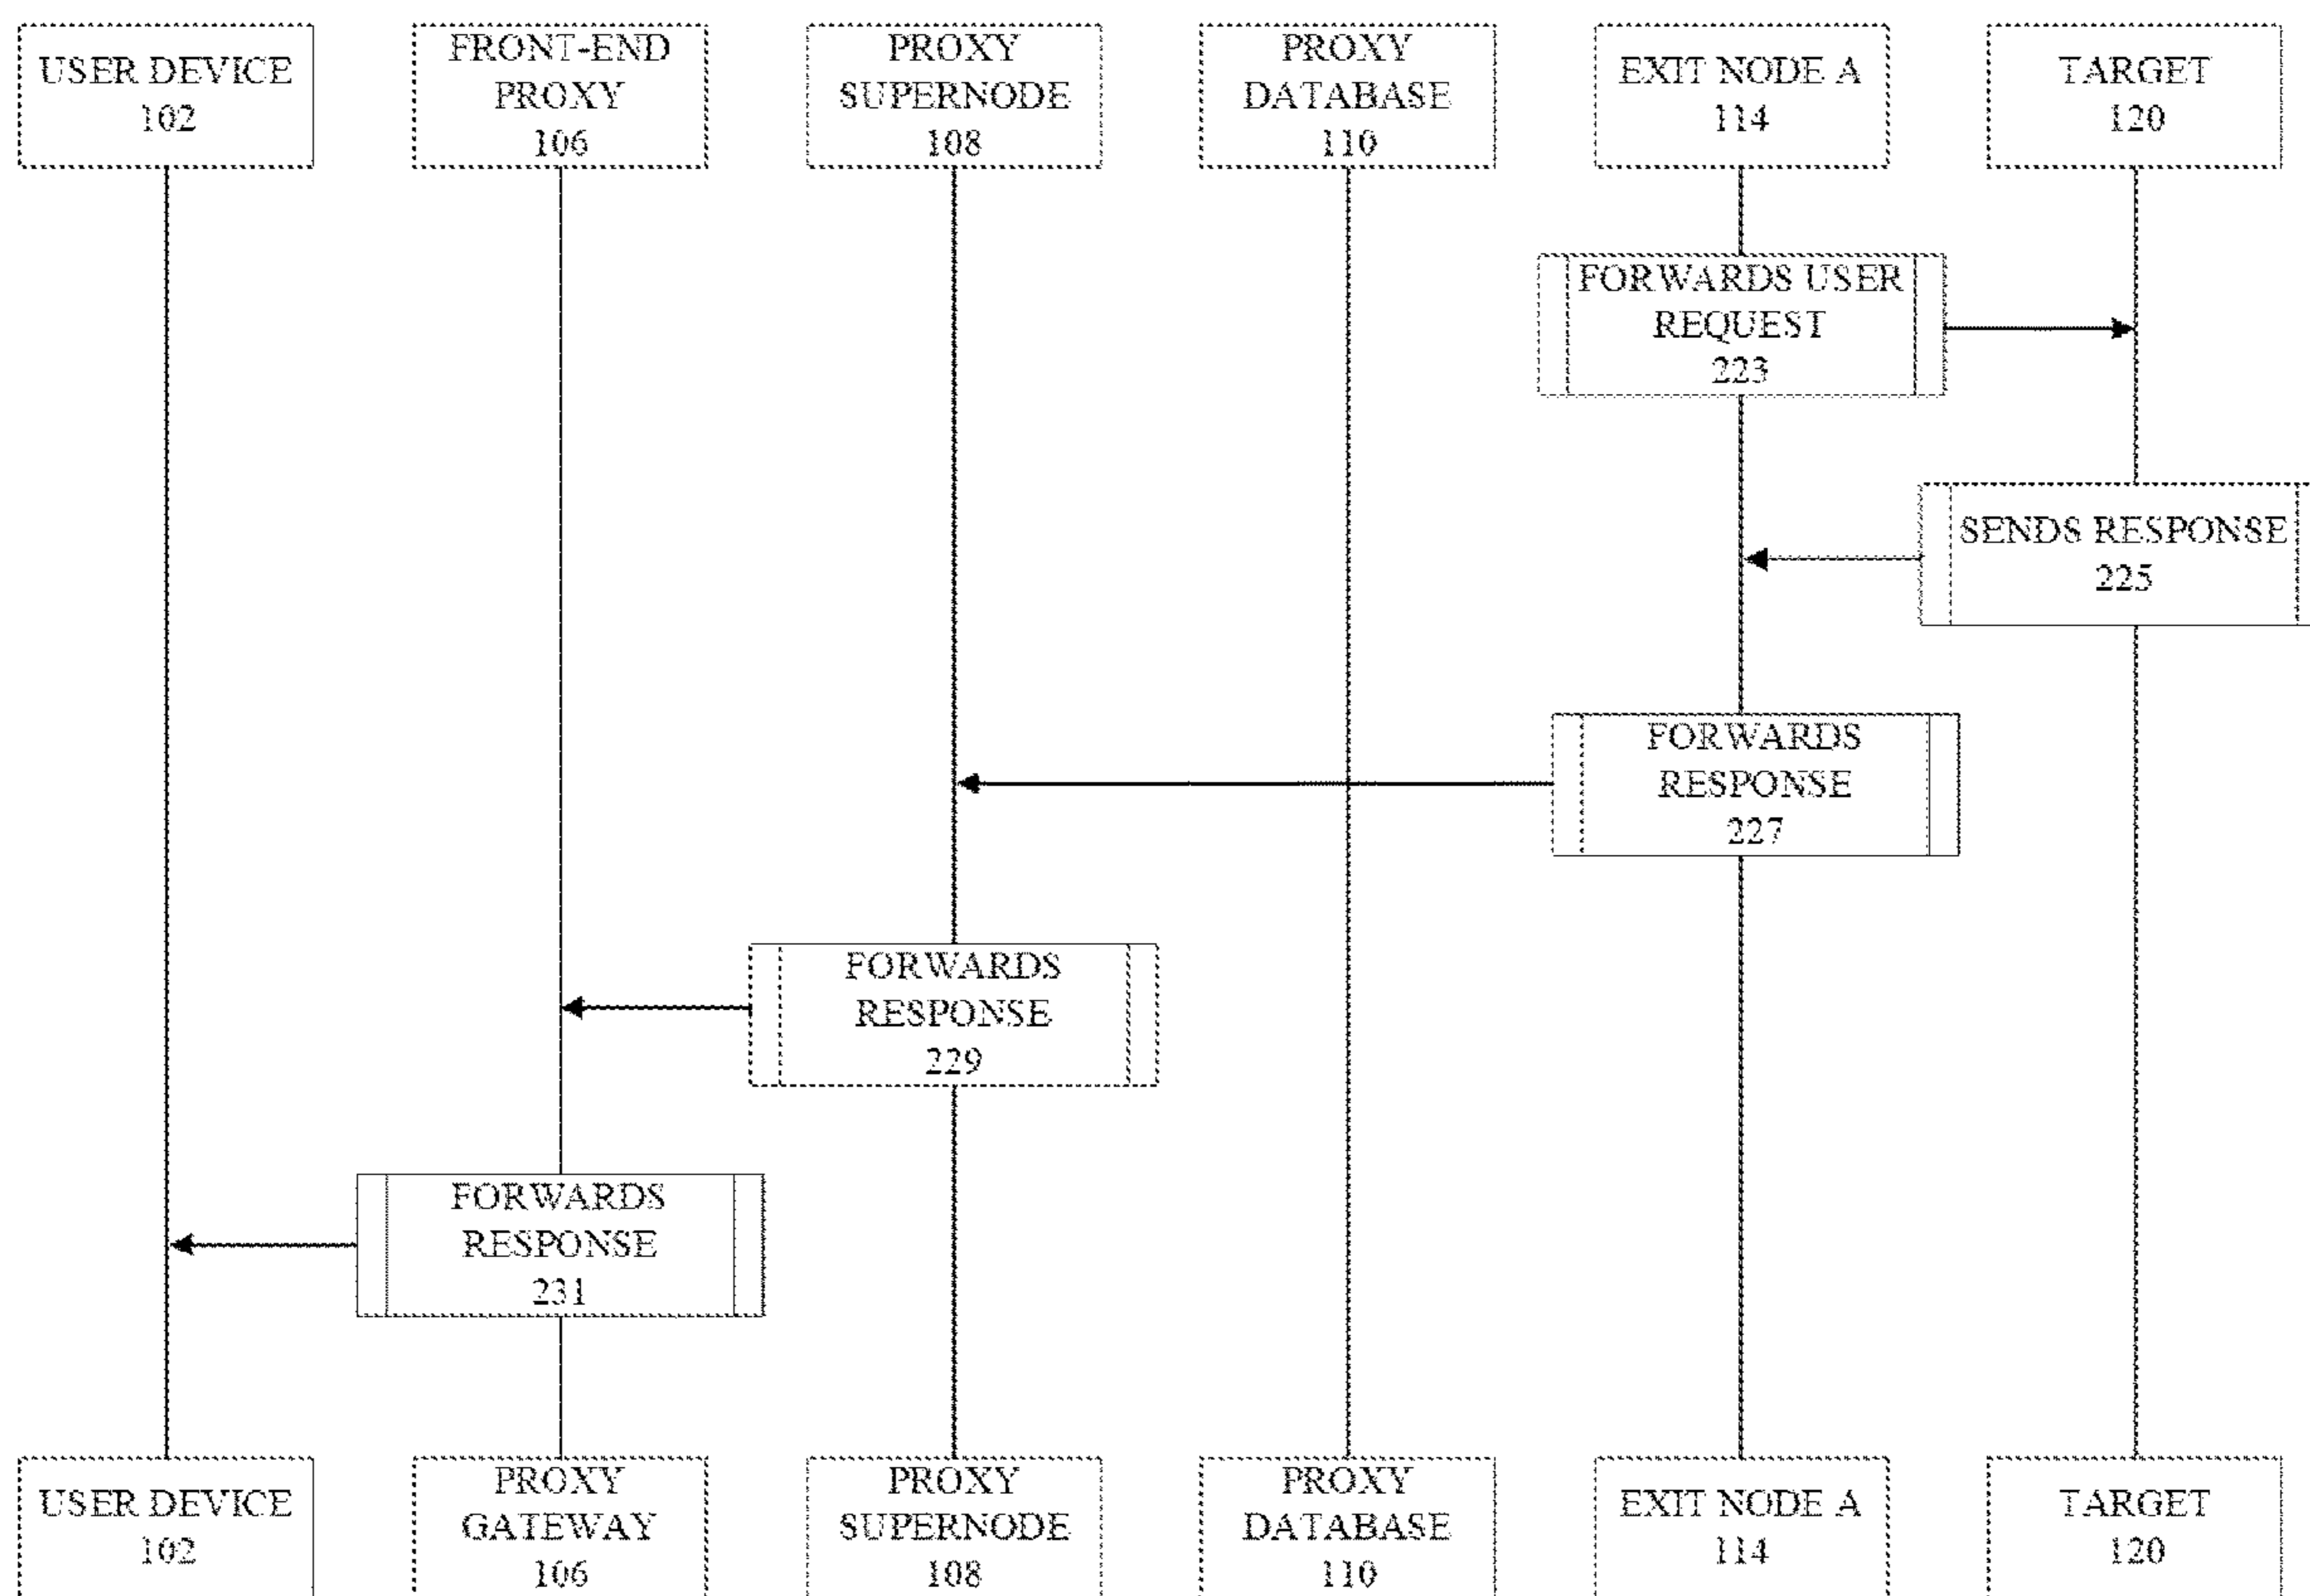 USER DEVICE
102
FRONT-END
PROXY
106
PROXY
SUPERNODE
108
PROXY
DATABASE
110
EXIT NODE A
114
TARGET
120
FORWARDS USER
REQUEST
223
SENDS RESPONSE
225
FORWARDS
RESPONSE
227
FORWARDS
RESPONSE
229
FORWARDS
RESPONSE
231
USER DEVICE
102
PROXY
GATEWAY
106
PROXY
SUPERNODE
108
PROXY
DATABASE
110
EXIT NODE A
114
TARGET
120